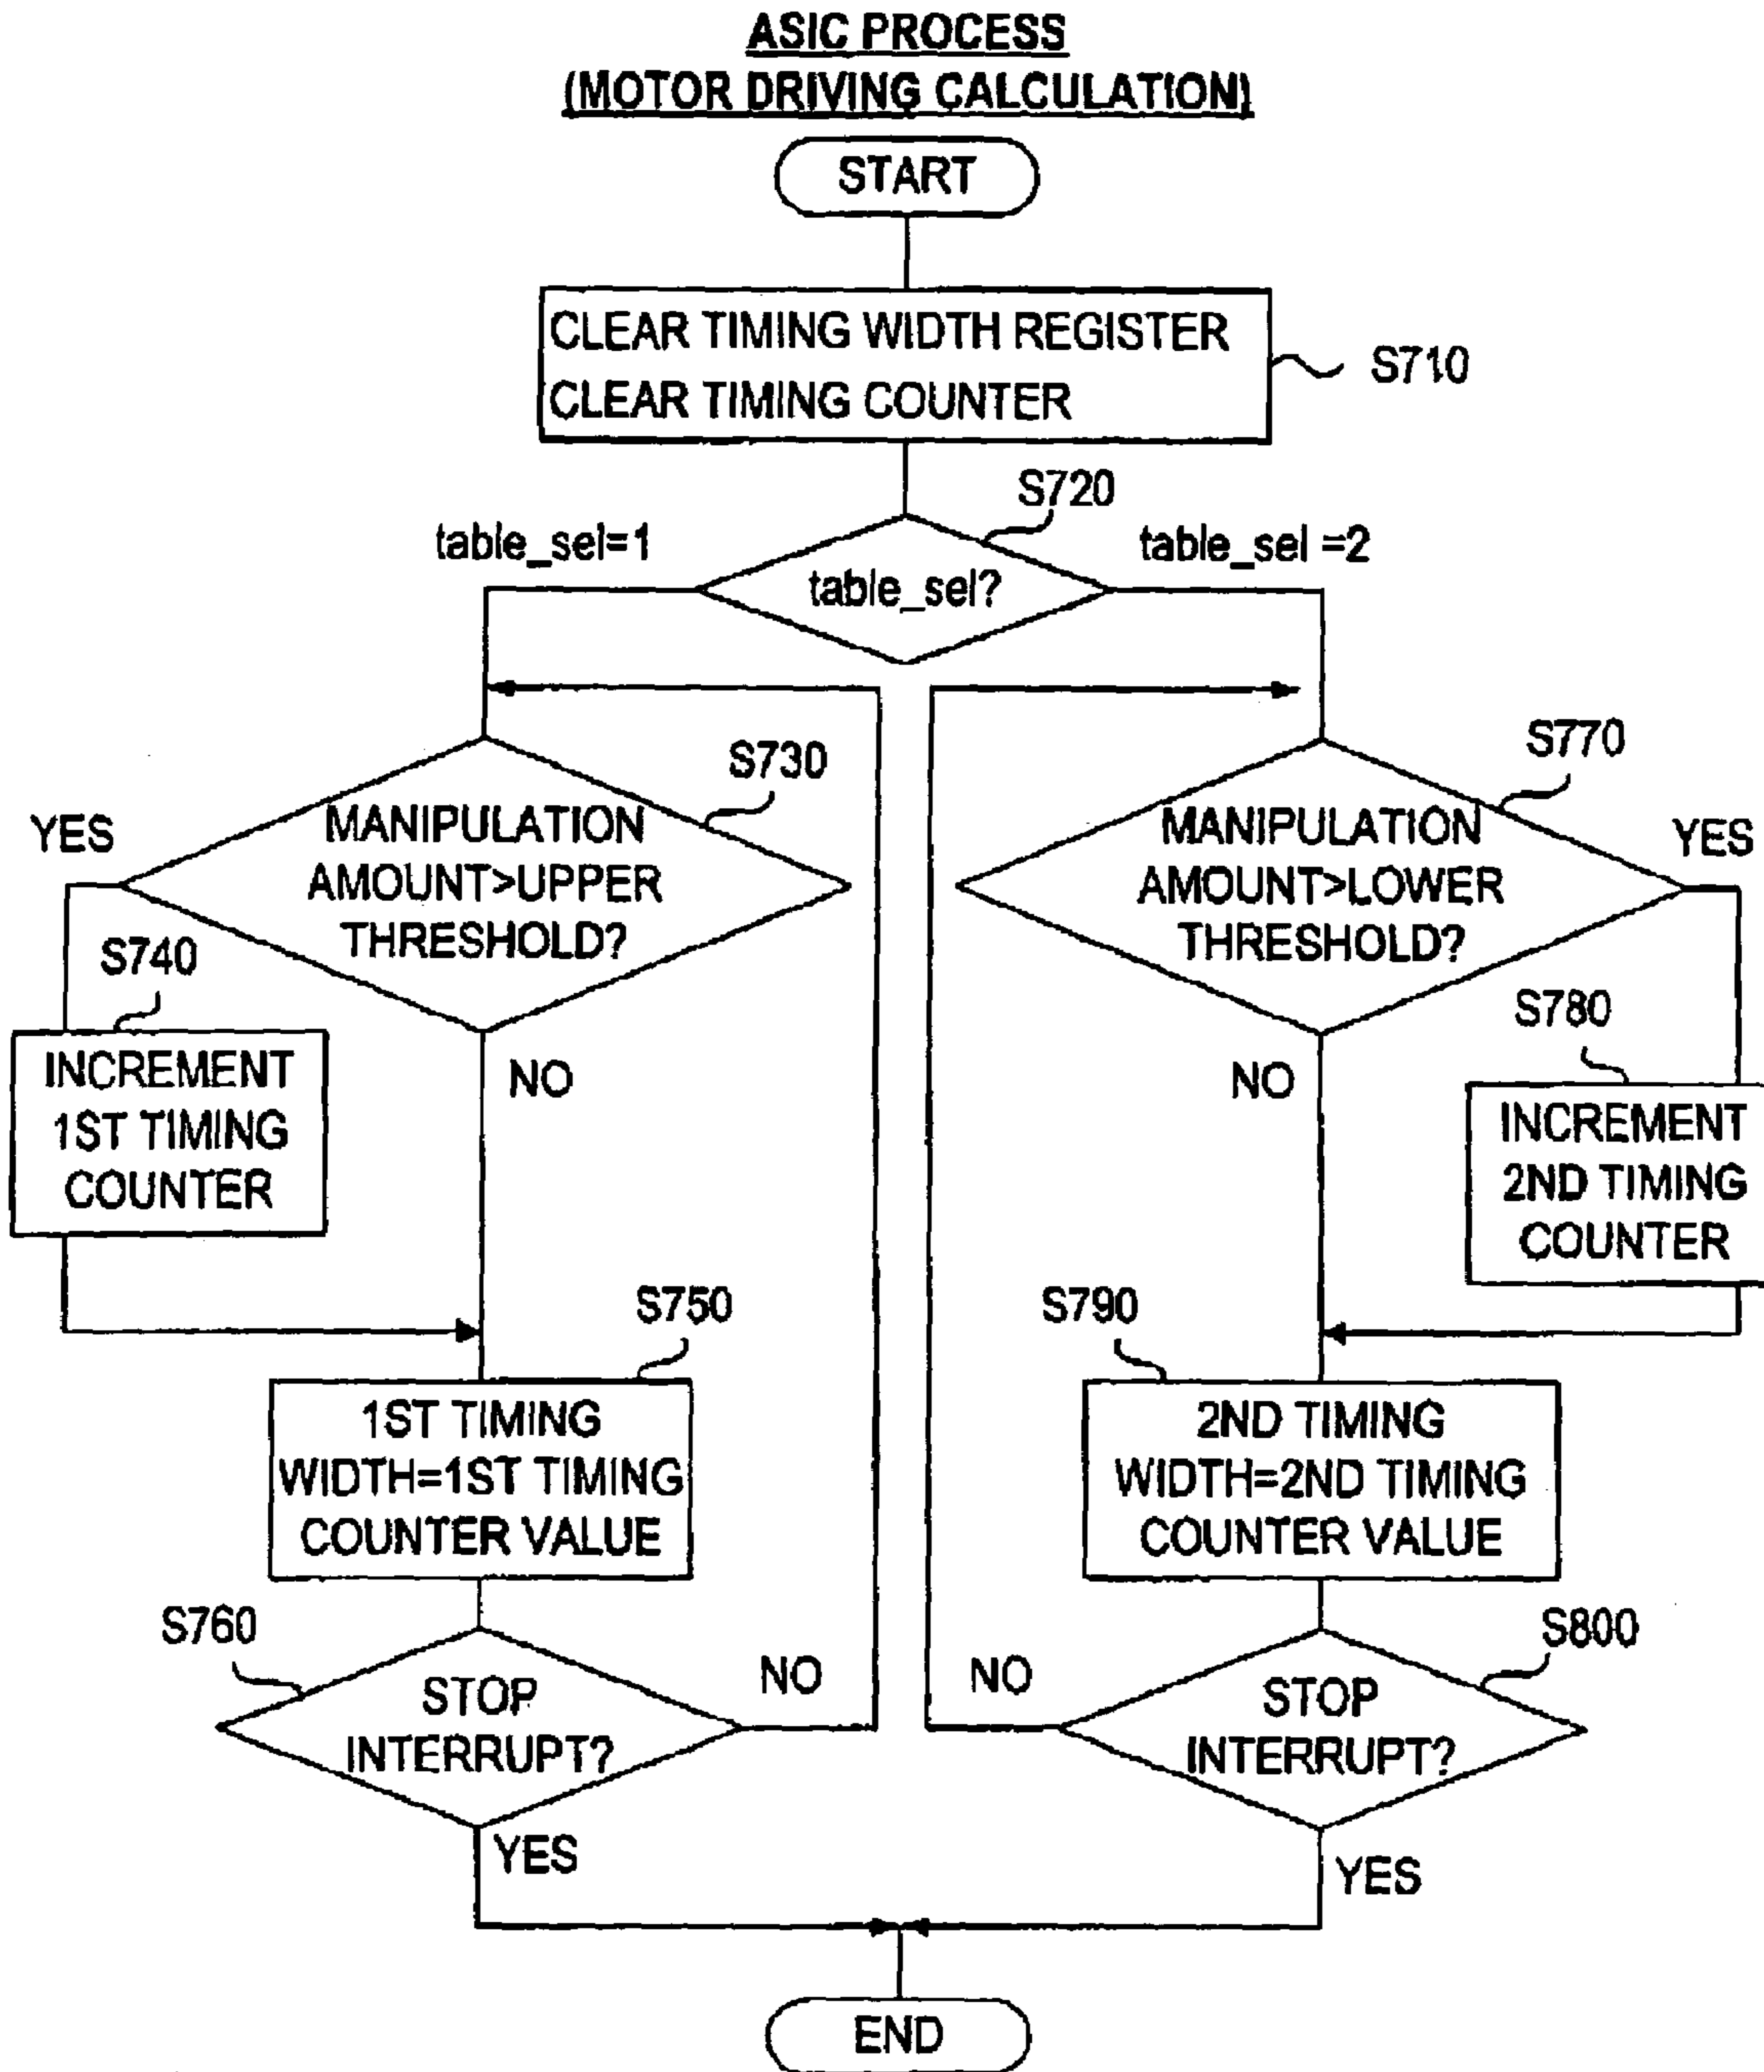 ASIC PROCESS
(MOTOR DRIVING CALCULATION)
START
CLEAR TIMING WIDTH REGISTER
CLEAR TIMING COUNTER
S710
S720
table_sel=1
table_sel?
table_sel =2
S730
YES
MANIPULATION
AMOUNT>UPPER
THRESHOLD?
S740
INCREMENT
1ST TIMING
COUNTER
NO
S750
1ST TIMING
WIDTH=1ST TIMING
COUNTER VALUE
S760
STOP
INTERRUPT?
NO
YES
S770
MANIPULATION
AMOUNT>LOWER
THRESHOLD?
YES
S780
NO
INCREMENT
2ND TIMING
COUNTER
S790
2ND TIMING
WIDTH=2ND TIMING
COUNTER VALUE
S800
NO
STOP
INTERRUPT?
YES
END